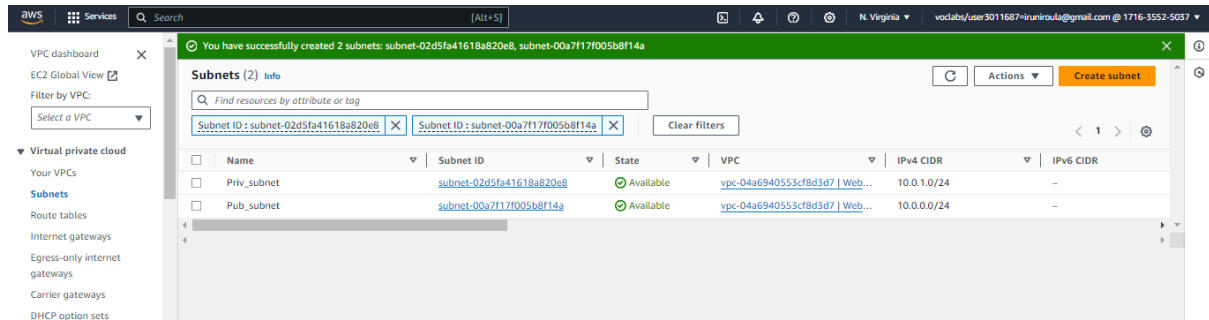 aws Services Search [Alt+S] N. Virginia ▼ voclabs/user3011687=iruniroula@gmail.com @ 1716-3552-5037 ▼
VPC dashboard
EC2 Global View
Filter by VPC:
Select a VPC
Virtual private cloud
Your VPCs
Subnets
Route tables
Internet gateways
Egress-only internet
gateways
Carrier gateways
DHCP option sets
You have successfully created 2 subnets: subnet-02d5fa41618a820e8, subnet-00a7f17f005b8f14a
Subnets (2) Info Actions ▼ Create subnet
Find resources by attribute or tag
Subnet ID : subnet-02d5fa41618a820e8 Subnet ID : subnet-00a7f17f005b8f14a Clear filters
1
Name Subnet ID State VPC IPv4 CIDR IPv6 CIDR
Priv_subnet subnet-02d5fa41618a820e8 Available vpc-04a6940553cf8d3d7 | Web... 10.0.1.0/24 –
Pub_subnet subnet-00a7f17f005b8f14a Available vpc-04a6940553cf8d3d7 | Web... 10.0.0.0/24 –